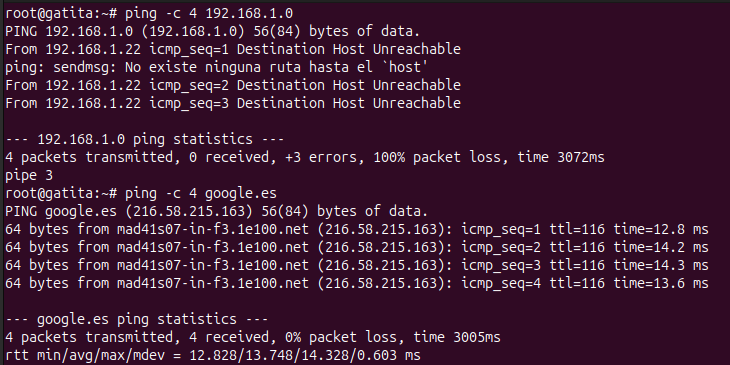 root@gatita:~# ping -c 4 192.168.1.0
PING 192.168.1.0 (192.168.1.0) 56(84) bytes of data.
From 192.168.1.22 icmp_seq=1 Destination Host Unreachable
ping: sendmsg: No existe ninguna ruta hasta el `host'
From 192.168.1.22 icmp_seq=2 Destination Host Unreachable
From 192.168.1.22 icmp_seq=3 Destination Host Unreachable

--- 192.168.1.0 ping statistics ---
4 packets transmitted, 0 received, +3 errors, 100% packet loss, time 3072ms
pipe 3
root@gatita:~# ping -c 4 google.es
PING google.es (216.58.215.163) 56(84) bytes of data.
64 bytes from mad41s07-in-f3.1e100.net (216.58.215.163): icmp_seq=1 ttl=116 time=12.8 ms
64 bytes from mad41s07-in-f3.1e100.net (216.58.215.163): icmp_seq=2 ttl=116 time=14.2 ms
64 bytes from mad41s07-in-f3.1e100.net (216.58.215.163): icmp_seq=3 ttl=116 time=14.3 ms
64 bytes from mad41s07-in-f3.1e100.net (216.58.215.163): icmp_seq=4 ttl=116 time=13.6 ms

--- google.es ping statistics ---
4 packets transmitted, 4 received, 0% packet loss, time 3005ms
rtt min/avg/max/mdev = 12.828/13.748/14.328/0.603 ms